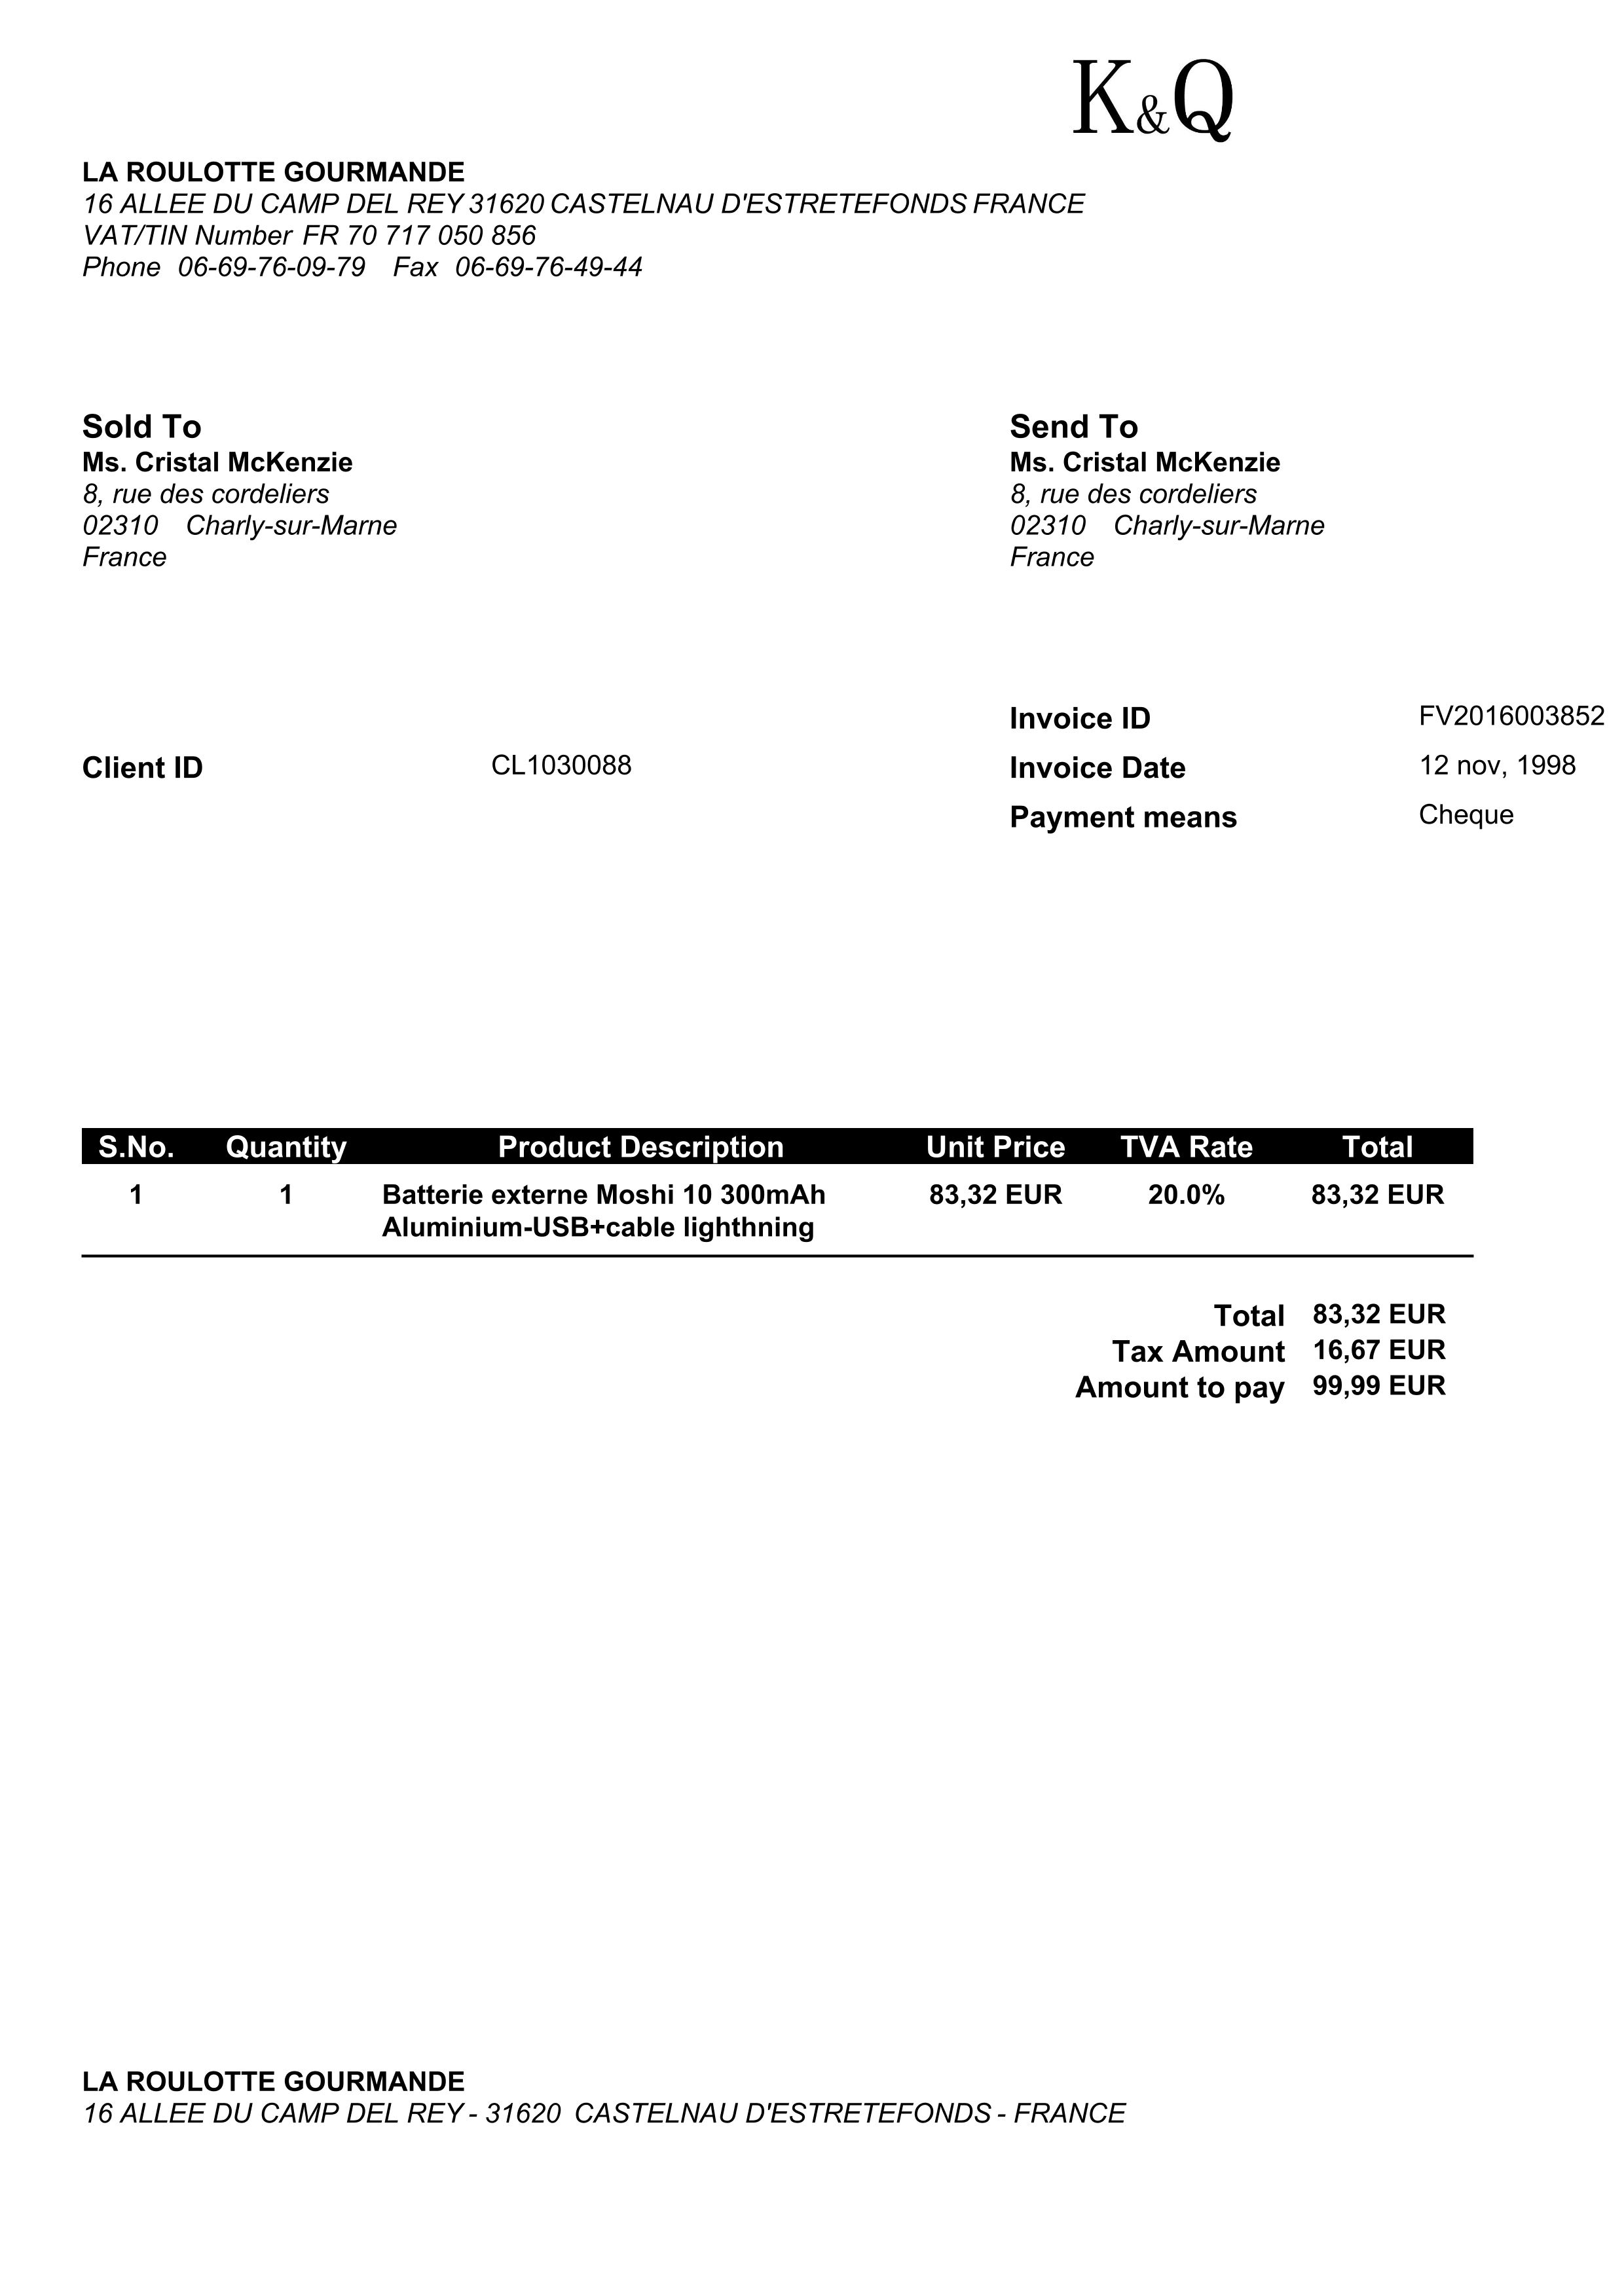 K&Q
LA ROULOTTE GOURMANDE
16 ALLEE DU CAMP DEL REY 31620 CASTELNAU D'ESTRETEFONDS FRANCE
VAT/TIN Number FR 70 717 050 856
Phone 06-69-76-09-79 Fax 06-69-76-49-44
Sold To
Ms. Cristal McKenzie
8, rue des cordeliers
02310 Charly-sur-Marne
France
Send To
Ms. Cristal McKenzie
8, rue des cordeliers
02310 Charly-sur-Marne
France
Invoice ID FV2016003852
Client ID CL1030088 Invoice Date 12 nov, 1998
Payment means Cheque
S.No. Quantity Product Description Unit Price TVA Rate Total
1 1 Batterie externe Moshi 10 300mAh 83,32 EUR 20.0% 83,32 EUR
Aluminium-USB+cable lighthning
Total 83,32 EUR
Tax Amount 16,67 EUR
Amount to pay 99,99 EUR
LA ROULOTTE GOURMANDE
16 ALLEE DU CAMP DEL REY - 31620 CASTELNAU D'ESTRETEFONDS - FRANCE